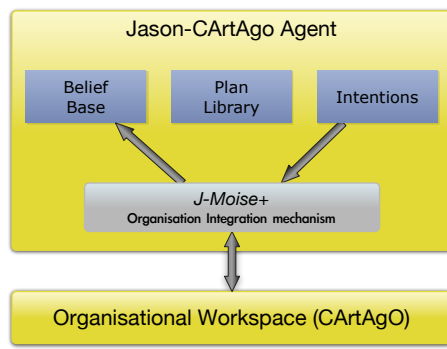 Jason-CArtAgo Agent
Belief
Base
Plan
Library
Intentions
J-Moise+
Organisation Integration mechanism
Organisational Workspace (CArtAgO)